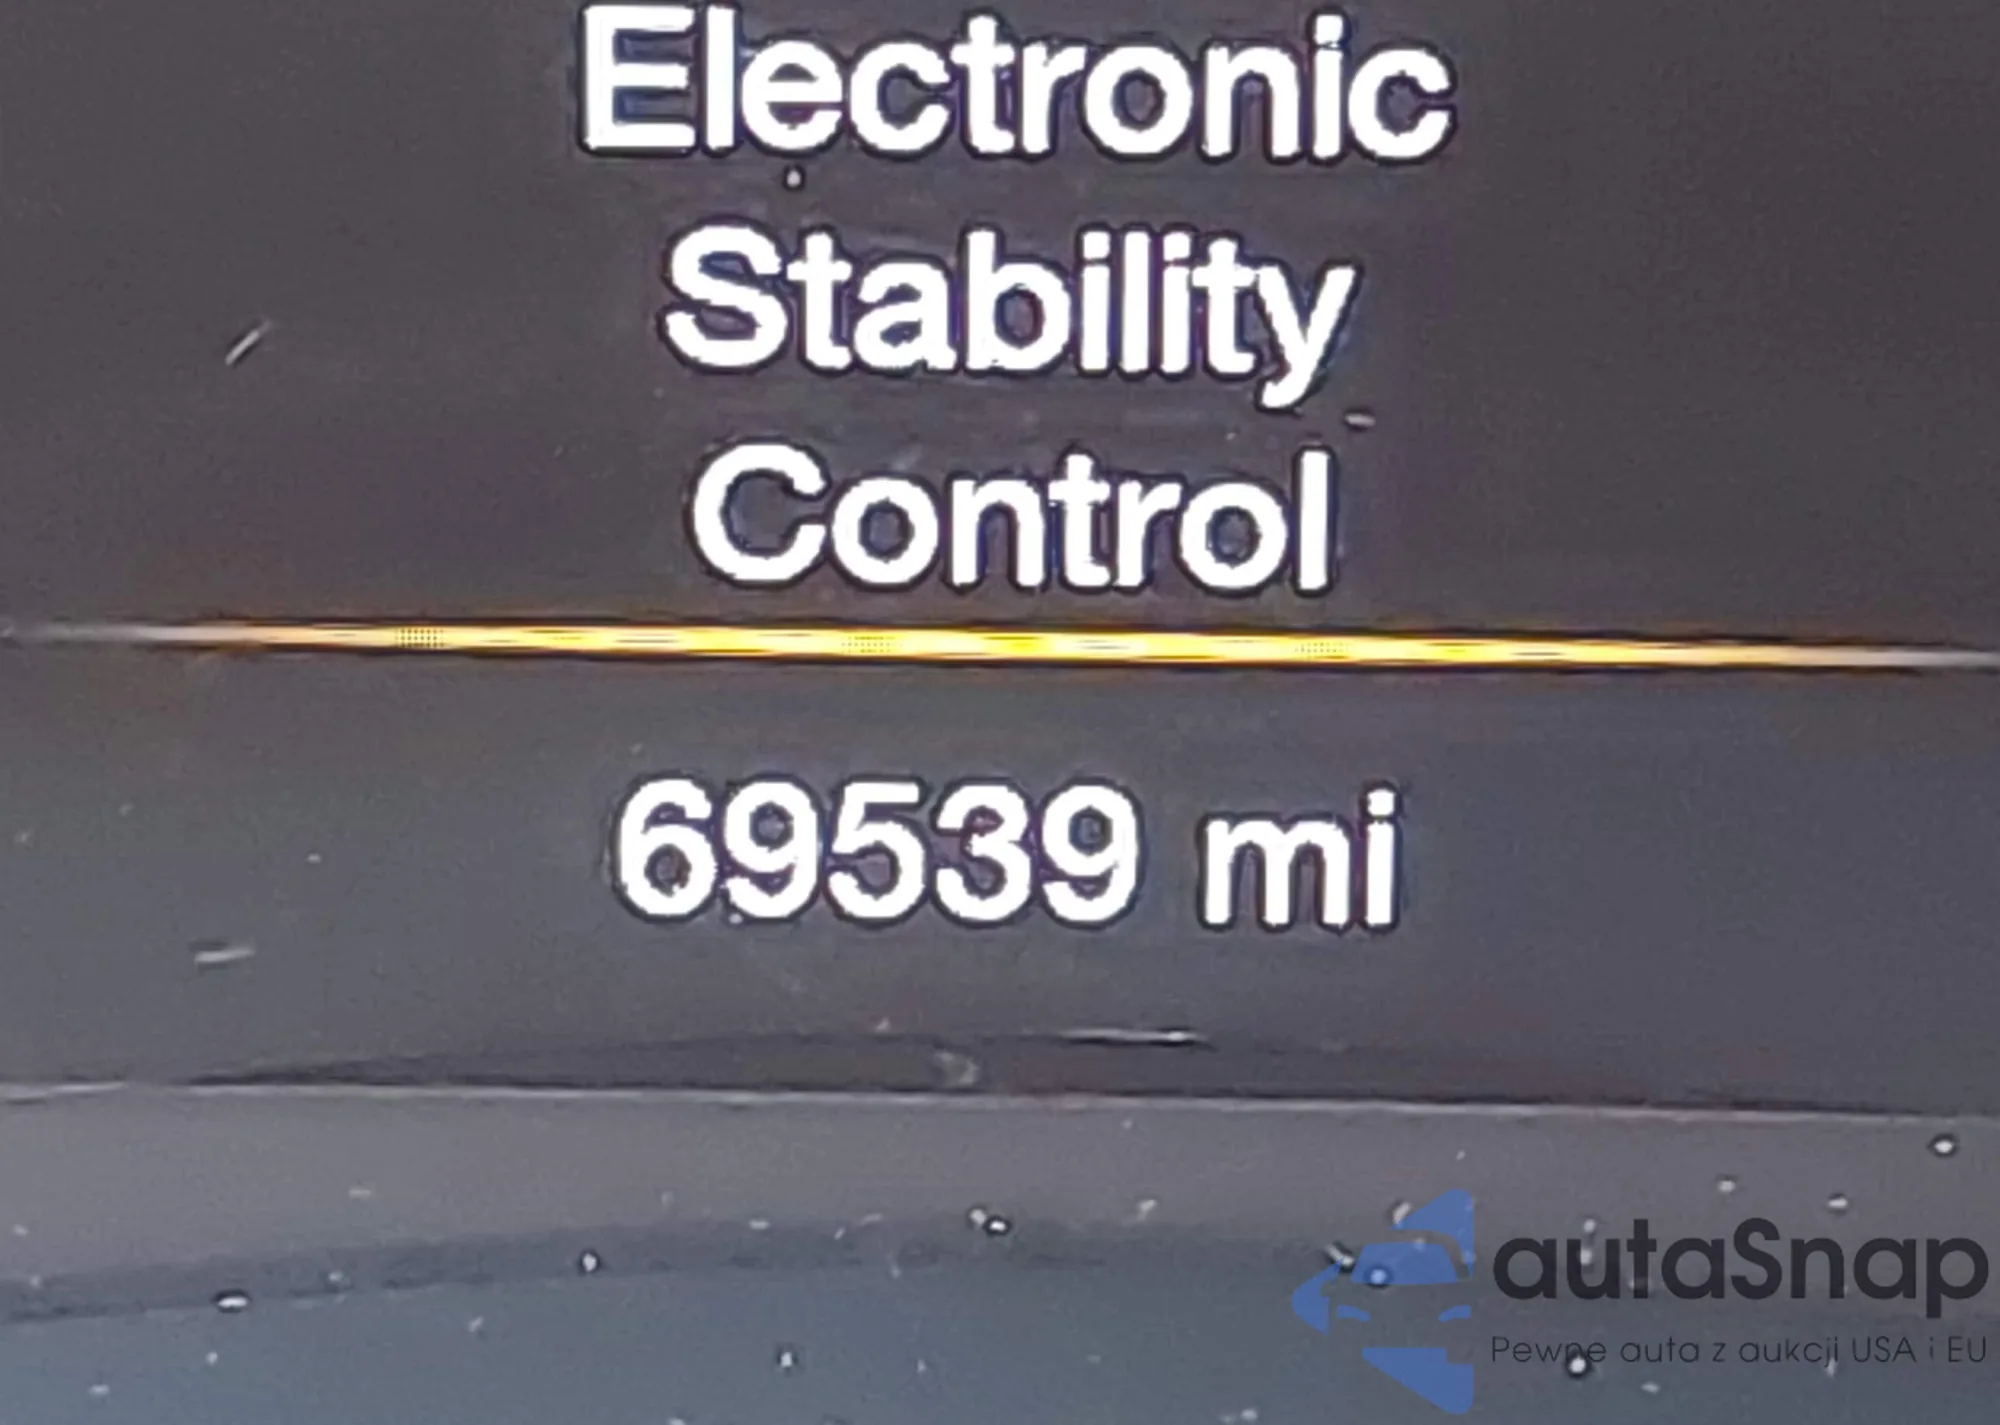 Electronic
Stability
Control
69539 mi
autaSnap
Pewne auta z aukcji USA i EU